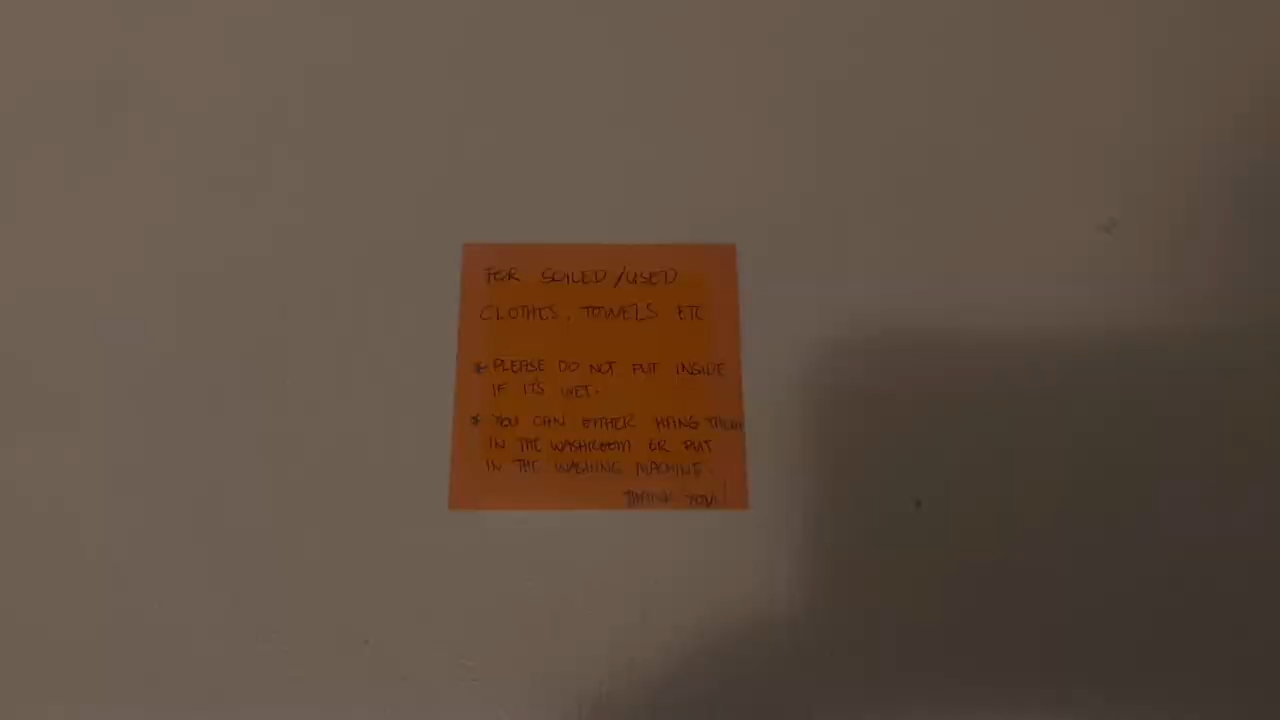 FOR SOILED/USED
CLOTHES, TOWELS ETC
* PLEASE DO NOT PUT INSIDE
IF ITS WET.
* YOU CAN EITHER HANG THEM
IN THE WASHROOM OR PUT
IN THE WASHING MACHINE.
THANK YOU!